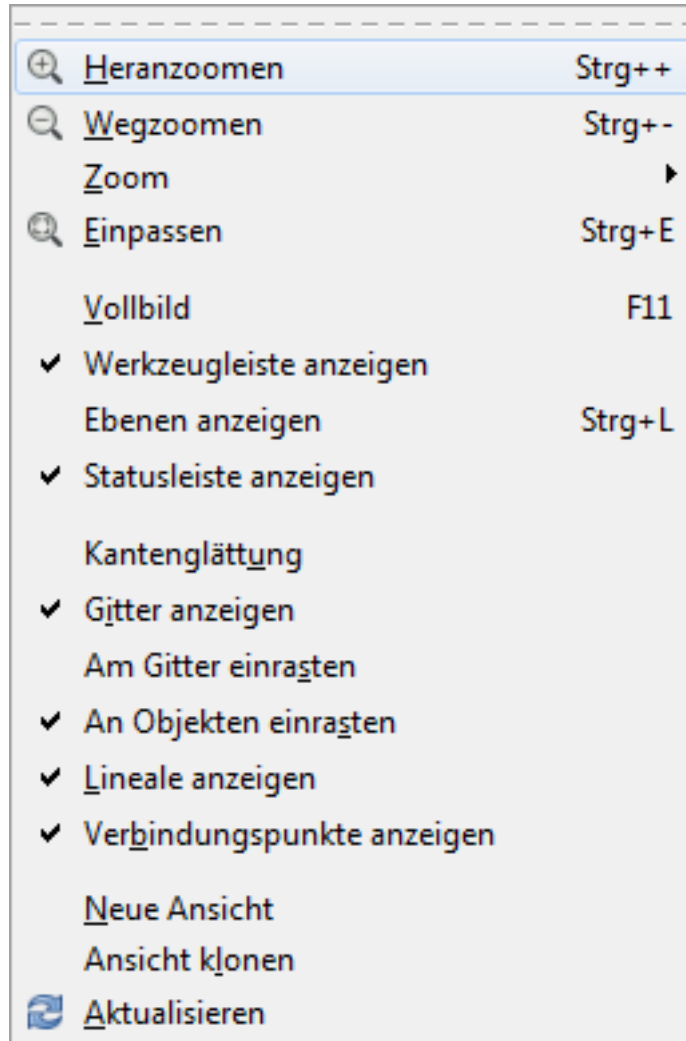 Heranzoomen Strg++
Wegzoomen Strg+-
Zoom
Einpassen Strg+E
Vollbild F11
Werkzeugleiste anzeigen
Ebenen anzeigen Strg+L
Statusleiste anzeigen
Kantenglättung
Gitter anzeigen
Am Gitter einrasten
An Objekten einrasten
Lineale anzeigen
Verbindungspunkte anzeigen
Neue Ansicht
Ansicht klonen
Aktualisieren